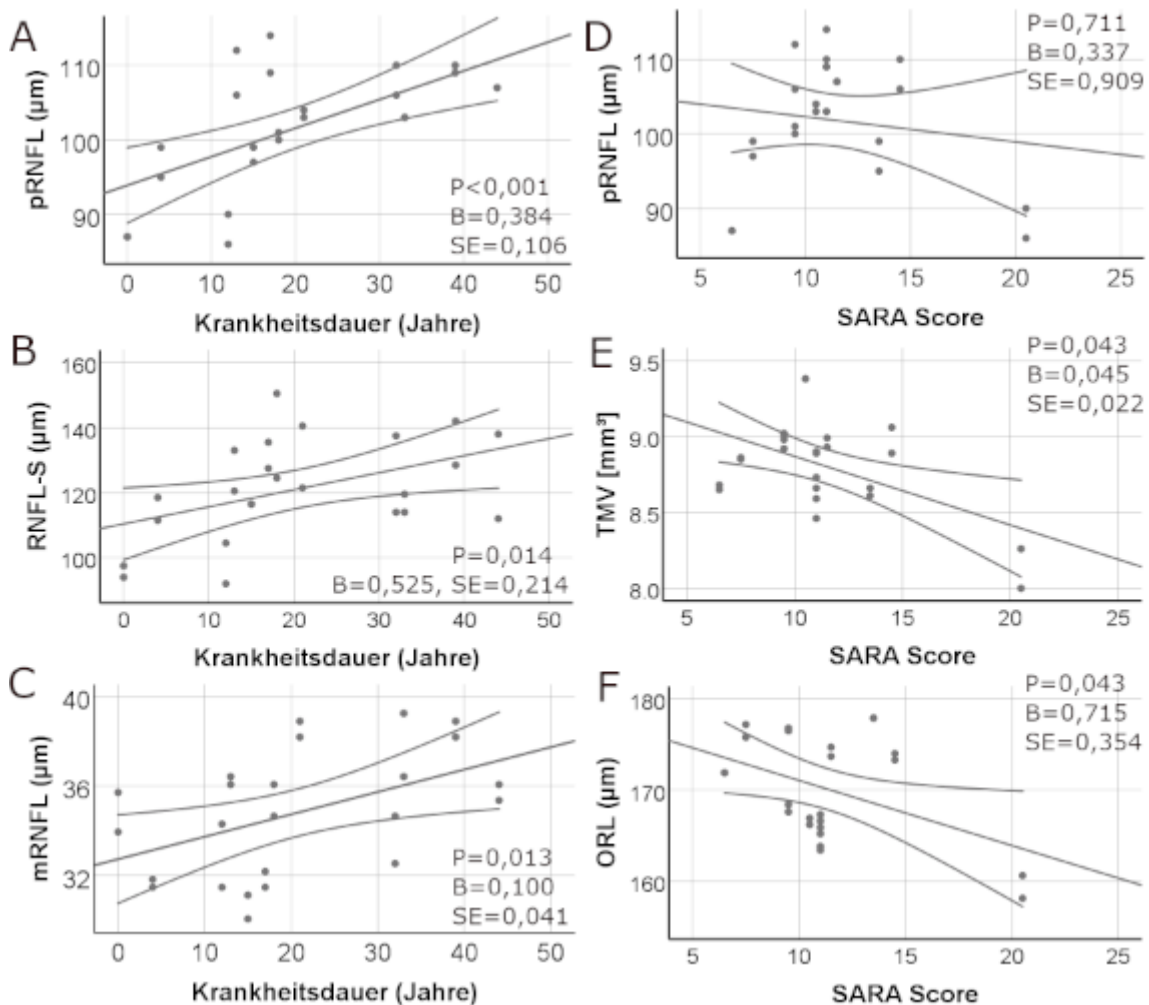 A
pRNFL (µm)
110
100
90
P<0,001
B=0,384
SE=0,106
0 10 20 30 40 50
Krankheitsdauer (Jahre)
D
pRNFL (µm)
110
100
90
P=0,711
B=0,337
SE=0,909
5 10 15 20 25
SARA Score
B
RNFL-S (µm)
160
140
120
100
P=0,014
B=0,525, SE=0,214
0 10 20 30 40 50
Krankheitsdauer (Jahre)
E
TMV [mm³]
9.5
9.0
8.5
8.0
P=0,043
B=0,045
SE=0,022
5 10 15 20 25
SARA Score
C
mRNFL (µm)
40
36
32
P=0,013
B=0,100
SE=0,041
0 10 20 30 40 50
Krankheitsdauer (Jahre)
F
ORL (µm)
180
170
160
P=0,043
B=0,715
SE=0,354
5 10 15 20 25
SARA Score